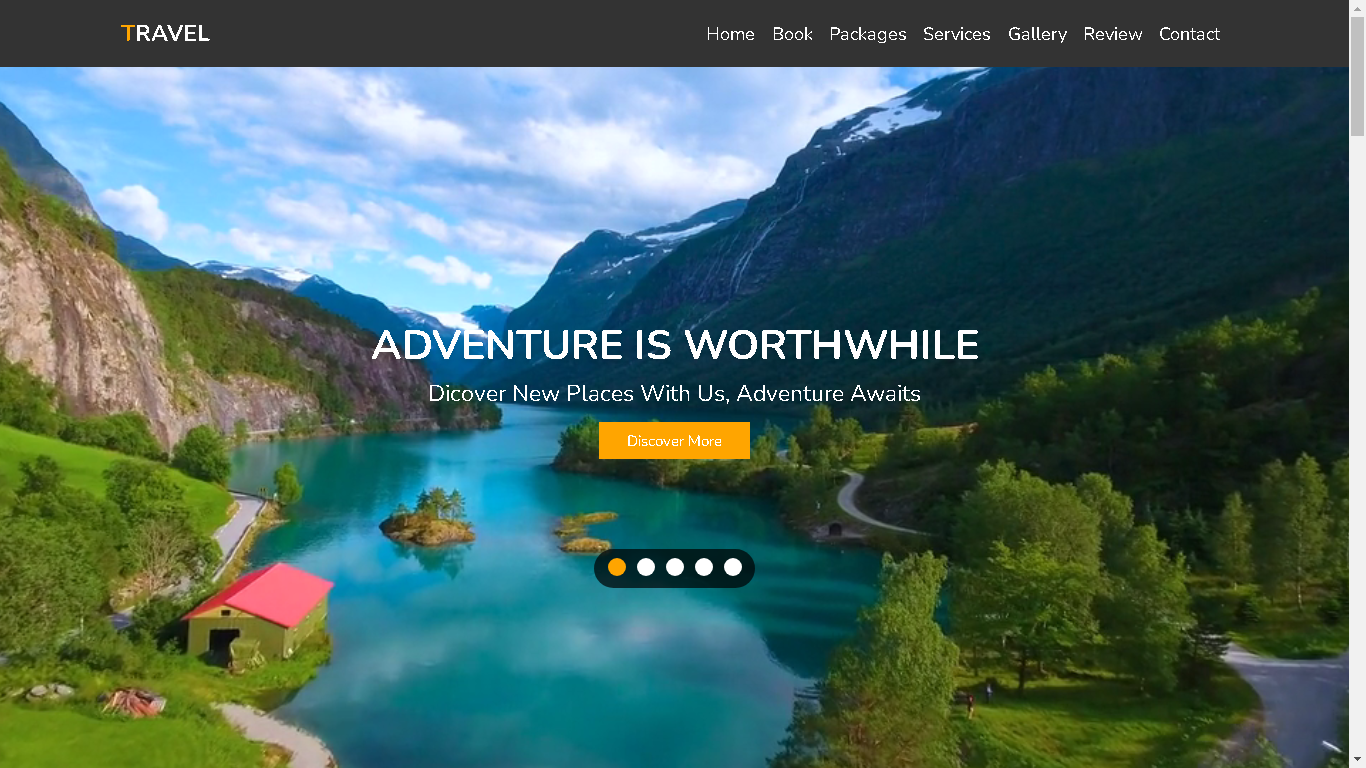 TRAVEL
Home Book Packages Services Gallery Review Contact
ADVENTURE IS WORTHWHILE
Dicover New Places With Us, Adventure Awaits
Discover More